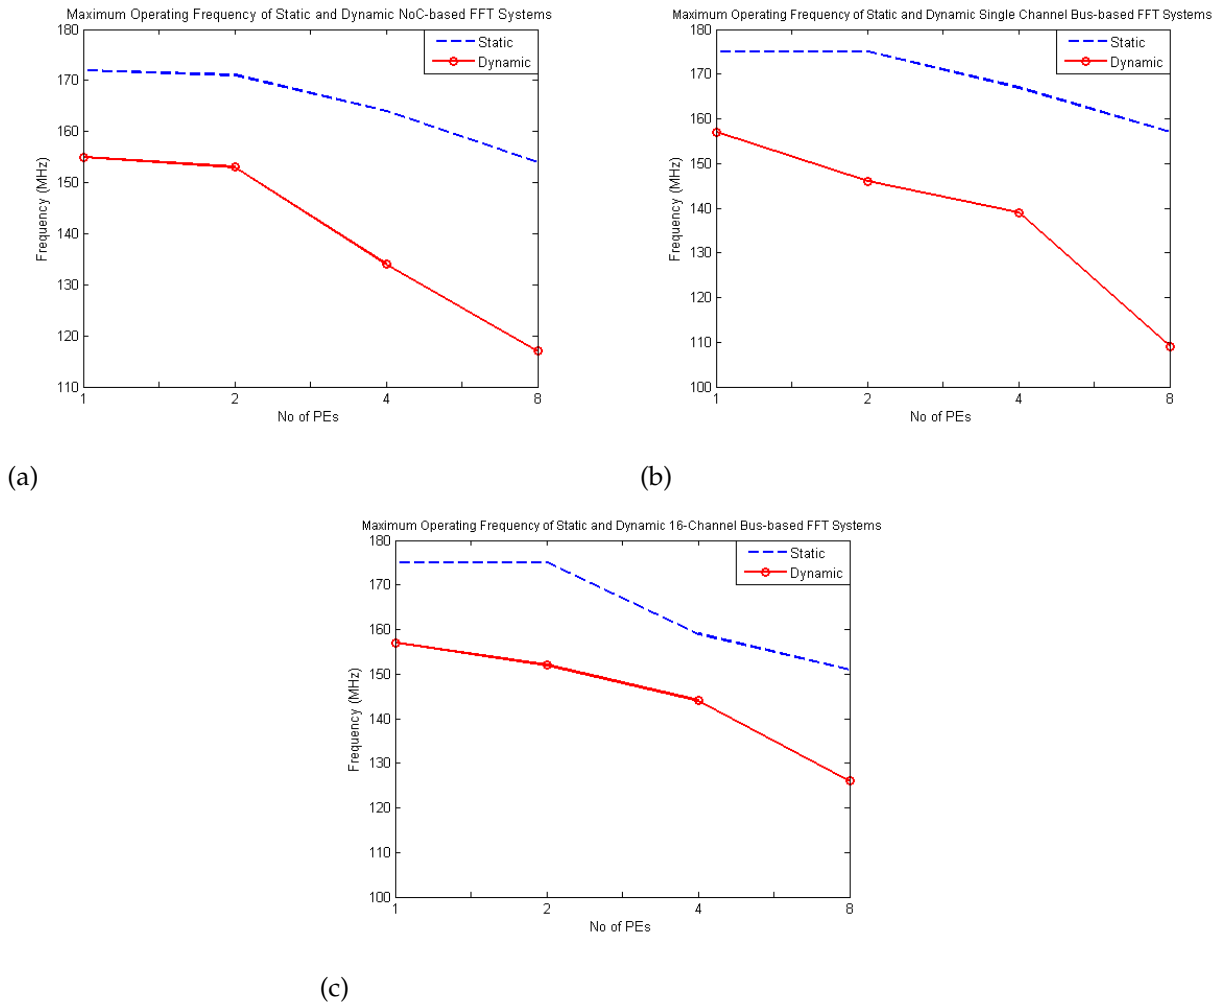 Maximum Operating Frequency of Static and Dynamic NoC-based FFT Systems
180
170
160
150
140
130
120
110
Frequency (MHz)
1
2
4
8
No of PEs
Static
Dynamic
(a)
Maximum Operating Frequency of Static and Dynamic Single Channel Bus-based FFT Systems
180
170
160
150
140
130
120
110
100
Frequency (MHz)
1
2
4
8
No of PEs
Static
Dynamic
(b)
Maximum Operating Frequency of Static and Dynamic 16-Channel Bus-based FFT Systems
180
170
160
150
140
130
120
110
100
Frequency (MHz)
1
2
4
8
No of PEs
Static
Dynamic
(c)